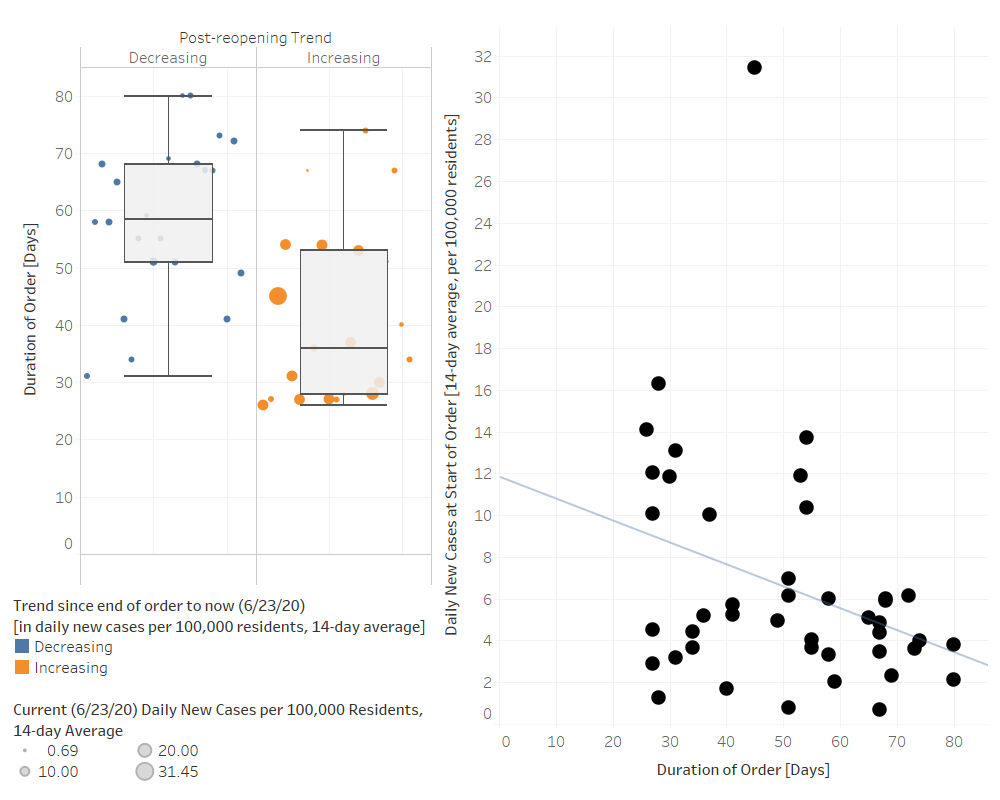 Post-reopening Trend
Decreasing
Increasing
Duration of Order [Days]
80
70
60
50
40
30
20
10
0
Trend since end of order to now (6/23/20)
[in daily new cases per 100,000 residents, 14-day average]
Decreasing
Increasing
Current (6/23/20) Daily New Cases per 100,000 Residents,
14-day Average
0.69
20.00
10.00
31.45
Daily New Cases at Start of Order [14-day average, per 100,000 residents]
32
30
28
26
24
22
20
18
16
14
12
10
8
6
4
2
0
0 10 20 30 40 50 60 70 80
Duration of Order [Days]